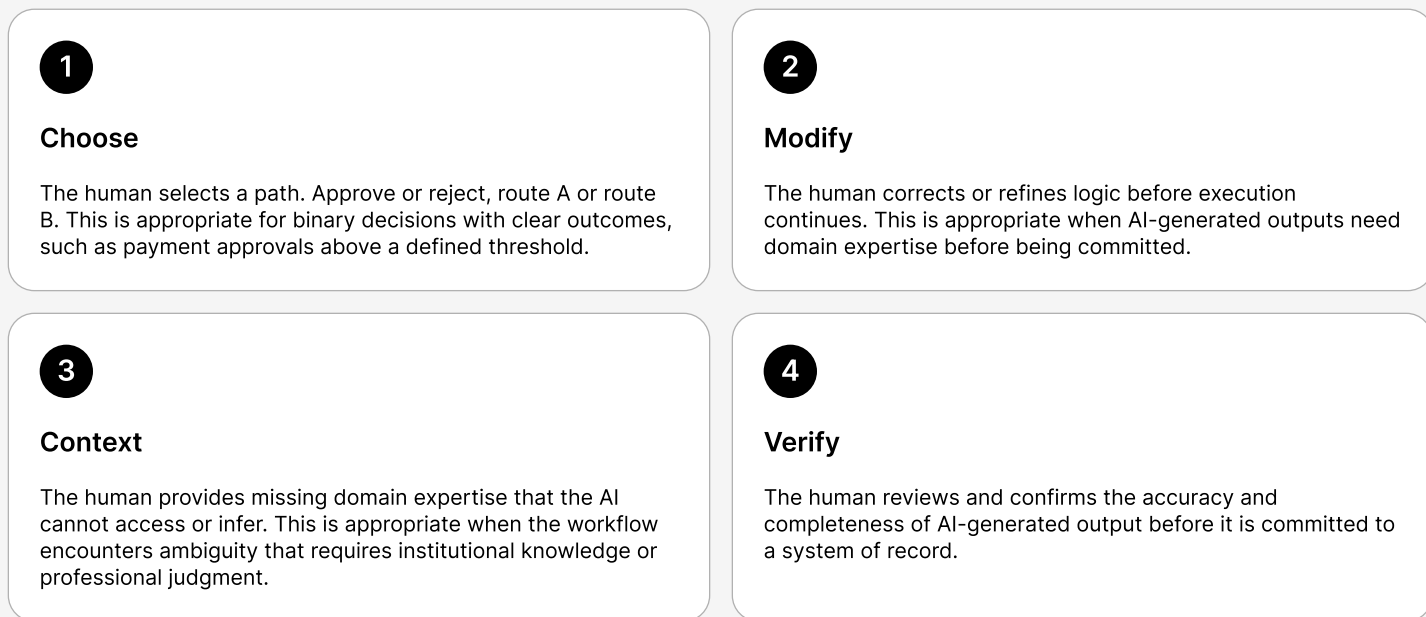 1
Choose
The human selects a path. Approve or reject, route A or route
B. This is appropriate for binary decisions with clear outcomes,
such as payment approvals above a defined threshold.
2
Modify
The human corrects or refines logic before execution
continues. This is appropriate when AI-generated outputs need
domain expertise before being committed.
3
Context
The human provides missing domain expertise that the AI
cannot access or infer. This is appropriate when the workflow
encounters ambiguity that requires institutional knowledge or
professional judgment.
4
Verify
The human reviews and confirms the accuracy and
completeness of AI-generated output before it is committed to
a system of record.